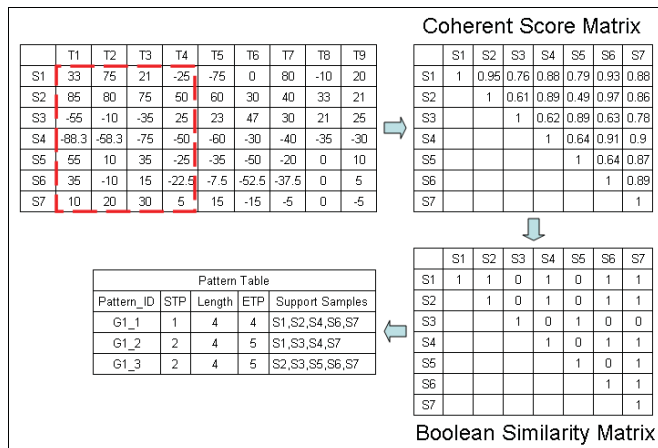 Coherent Score Matrix
T1 T2 T3 T4 T5 T6 T7 T8 T9
S1 33 75 21 -25 -75 0 80 -10 20
S2 85 80 75 50 60 30 40 33 21
S3 -55 -10 -35 25 23 47 30 21 25
S4 -88.3 -58.3 -75 -50 -60 -30 -40 -35 -30
S5 55 10 35 -25 -35 -50 -20 0 10
S6 35 -10 15 -22.5 -7.5 -52.5 -37.5 0 5
S7 10 20 30 5 15 -15 -5 0 -5
S1 S2 S3 S4 S5 S6 S7
S1 1 0.95 0.76 0.88 0.79 0.93 0.88
S2 1 0.61 0.89 0.49 0.97 0.86
S3 1 0.62 0.89 0.63 0.78
S4 1 0.64 0.91 0.9
S5 1 0.64 0.87
S6 1 0.89
S7 1
S1 S2 S3 S4 S5 S6 S7
S1 1 1 0 1 0 1 1
S2 1 0 1 0 1 1
S3 1 0 1 0 0
S4 1 0 1 1
S5 1 0 1
S6 1 1
S7 1
Boolean Similarity Matrix
Pattern Table
Pattern_ID STP Length ETP Support Samples
G1_1 1 4 4 S1,S2,S4,S6,S7
G1_2 2 4 5 S1,S3,S4,S7
G1_3 2 4 5 S2,S3,S5,S6,S7